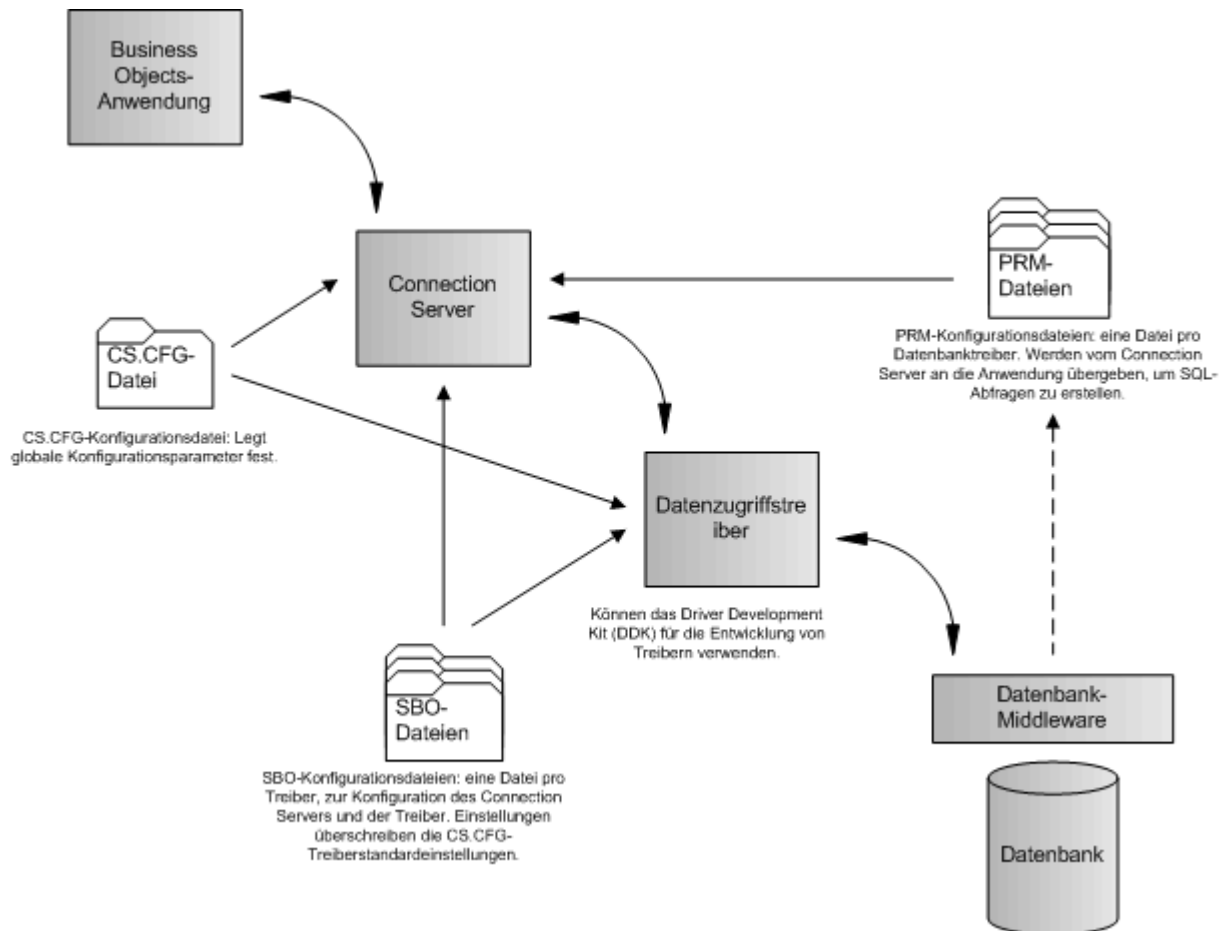 Business
Objects-
Anwendung
Connection
Server
PRM-
Dateien
PRM-Konfigurationsdateien: eine Datei pro
Datenbanktreiber. Werden vom Connection
Server an die Anwendung übergeben, um SQL-
Abfragen zu erstellen.
CS.CFG-
Datei
CS.CFG-Konfigurationsdatei: Legt
globale Konfigurationsparameter fest.
Datenzugriffstre
iber
Können das Driver Development
Kit (DDK) für die Entwicklung von
Treibern verwenden.
SBO-
Dateien
SBO-Konfigurationsdateien: eine Datei pro
Treiber, zur Konfiguration des Connection
Servers und der Treiber. Einstellungen
überschreiben die CS.CFG-
Treiberstandardeinstellungen.
Datenbank-
Middleware
Datenbank